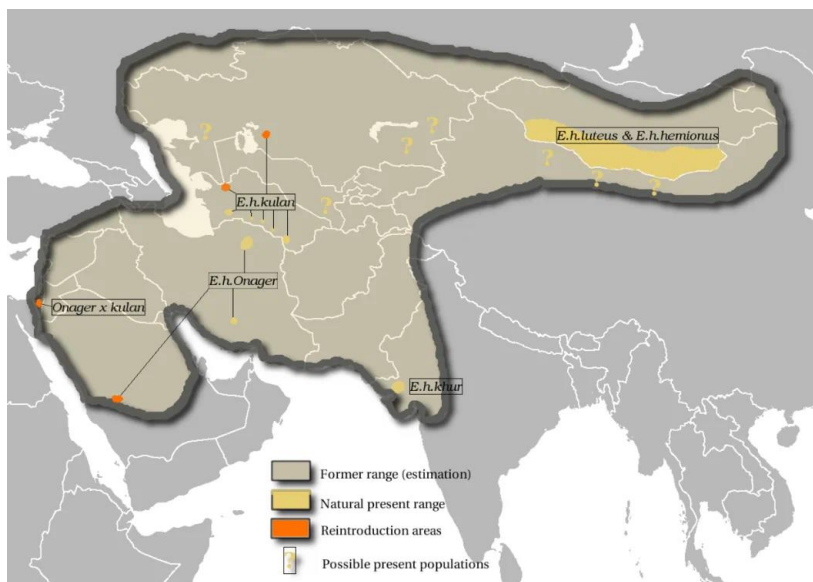 ?
?
?
E.h.luteus & E.h.hemionus
?
?
?
?
E.h.kulan
E.h.Onager
Onager x kulan
E.h.khur
Former range (estimation)
Natural present range
Reintroduction areas
? Possible present populations